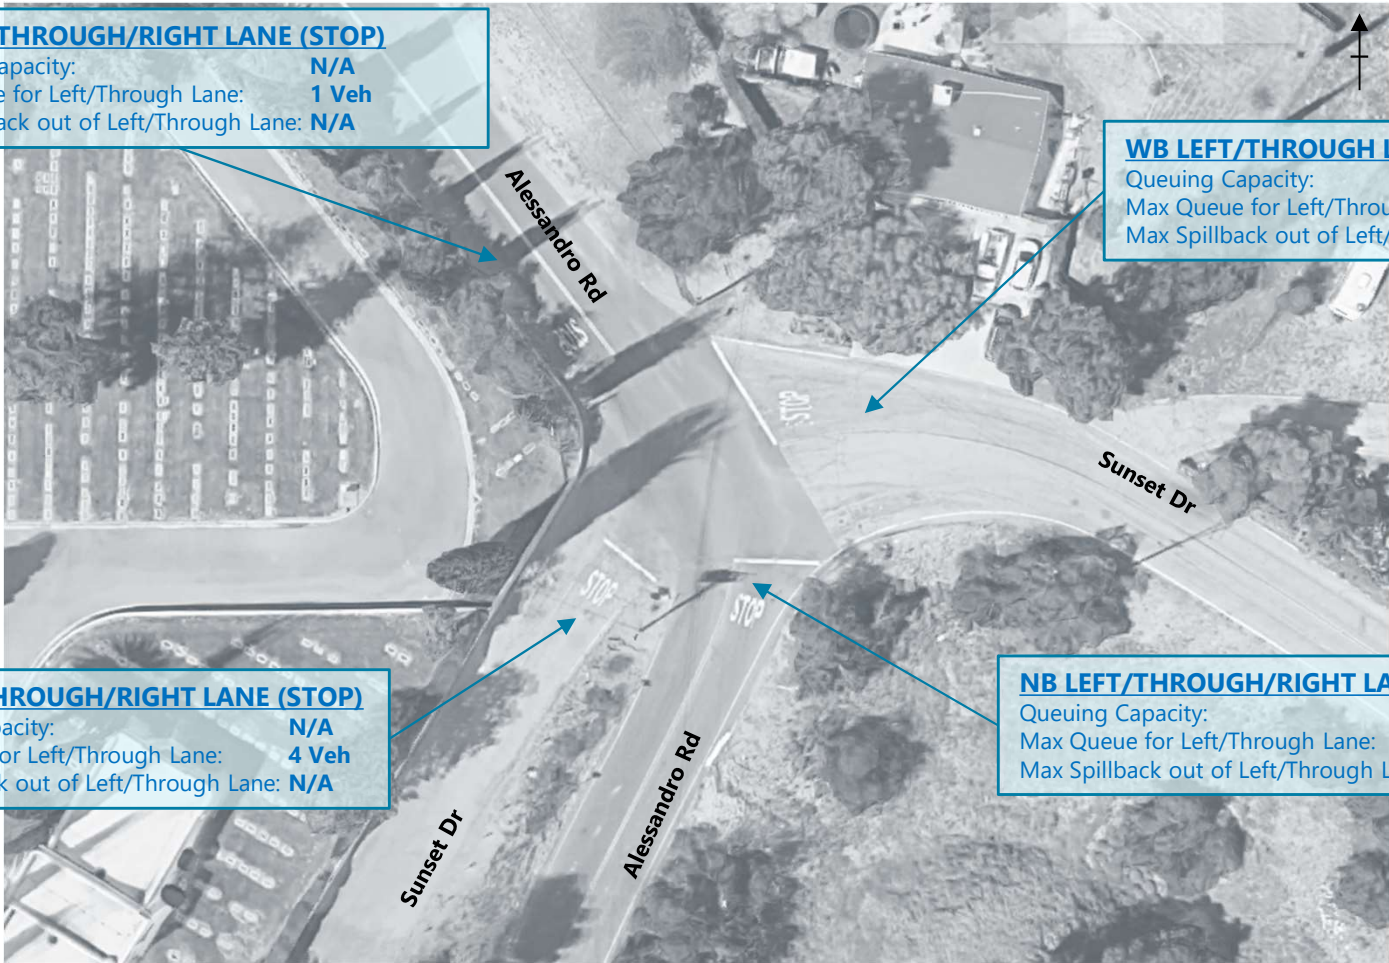 THROUGH/RIGHT LANE (STOP)
apacity: N/A
e for Left/Through Lane: 1 Veh
ack out of Left/Through Lane: N/A
Alessandro Rd
WB LEFT/THROUGH L
Queuing Capacity:
Max Queue for Left/Throu
Max Spillback out of Left/
STOP
Sunset Dr
STOP
STOP
HROUGH/RIGHT LANE (STOP)
pacity: N/A
or Left/Through Lane: 4 Veh
k out of Left/Through Lane: N/A
NB LEFT/THROUGH/RIGHT LA
Queuing Capacity:
Max Queue for Left/Through Lane:
Max Spillback out of Left/Through L
Alessandro Rd
Sunset Dr